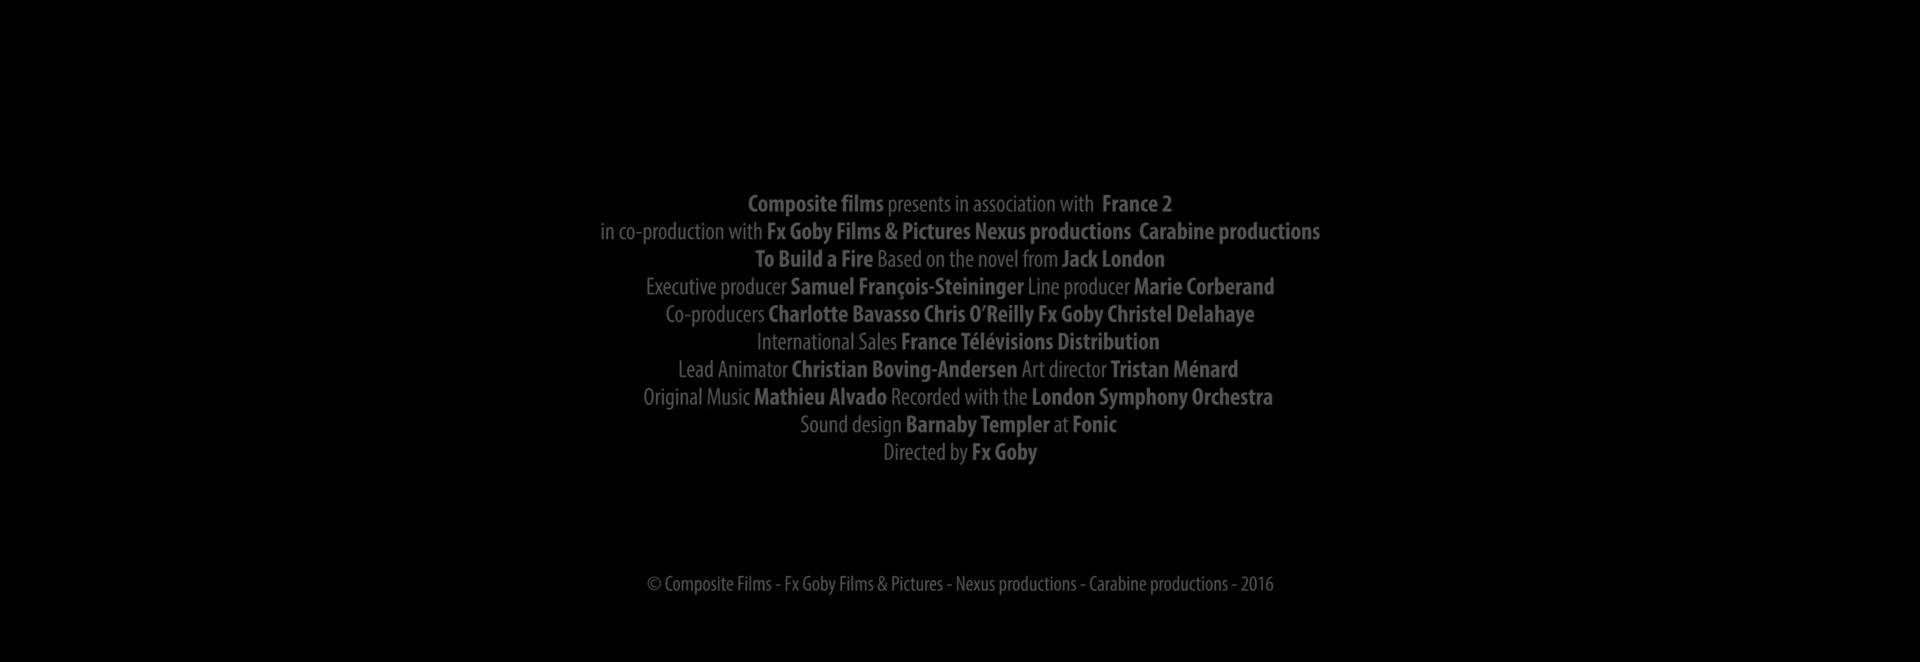 Composite films presents in association with France 2
in co-production with Fx Goby Films & Pictures Nexus productions Carabine productions
To Build a Fire Based on the novel from Jack London
Executive producer Samuel François-Steininger Line producer Marie Corberand
Co-producers Charlotte Bavasso Chris O’Reilly Fx Goby Christel Delahaye
International Sales France Télévisions Distribution
Lead Animator Christian Boving-Andersen Art director Tristan Ménard
Original Music Mathieu Alvado Recorded with the London Symphony Orchestra
Sound design Barnaby Templer at Fonic
Directed by Fx Goby
© Composite Films - Fx Goby Films & Pictures - Nexus productions - Carabine productions - 2016